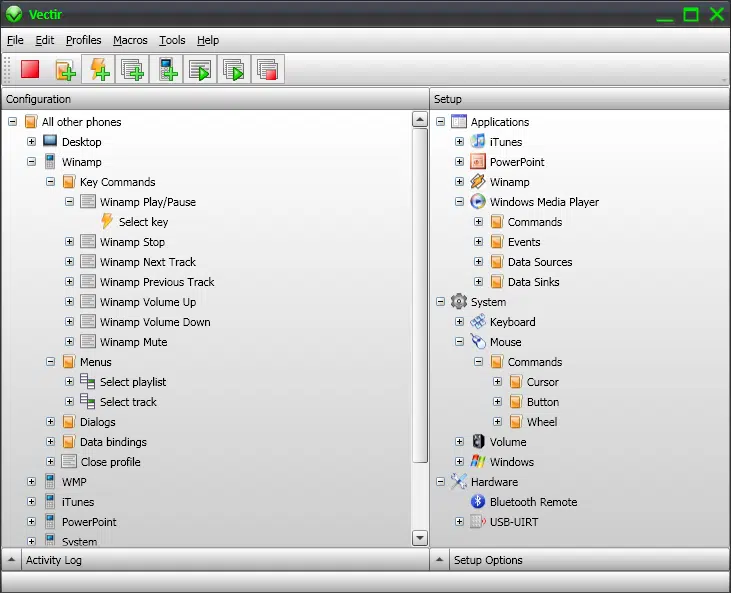 Vectir
File Edit Profiles Macros Tools Help
Configuration
All other phones
Desktop
Winamp
Key Commands
Winamp Play/Pause
Select key
Winamp Stop
Winamp Next Track
Winamp Previous Track
Winamp Volume Up
Winamp Volume Down
Winamp Mute
Menus
Select playlist
Select track
Dialogs
Data bindings
Close profile
WMP
iTunes
PowerPoint
System
Activity Log
Setup
Applications
iTunes
PowerPoint
Winamp
Windows Media Player
Commands
Events
Data Sources
Data Sinks
System
Keyboard
Mouse
Commands
Cursor
Button
Wheel
Volume
Windows
Hardware
Bluetooth Remote
USB-UIRT
Setup Options